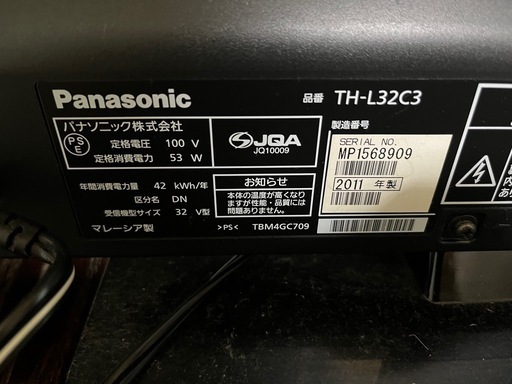 Panasonic
品番 TH-L32C3
パナソニック株式会社
PS
E
定格電圧 100 V
定格消費電力 53 W
JQA
JQ10009
製造番号
SERIAL NO.
MP1568909
2011 年製
年間消費電力量 42 kWh/年
区分名 DN
受信機型サイズ 32 V型
マレーシア製
お知らせ
本体の温度が高くなり
ますが性能・品質には
問題ありません
>PS< TBM4GC709